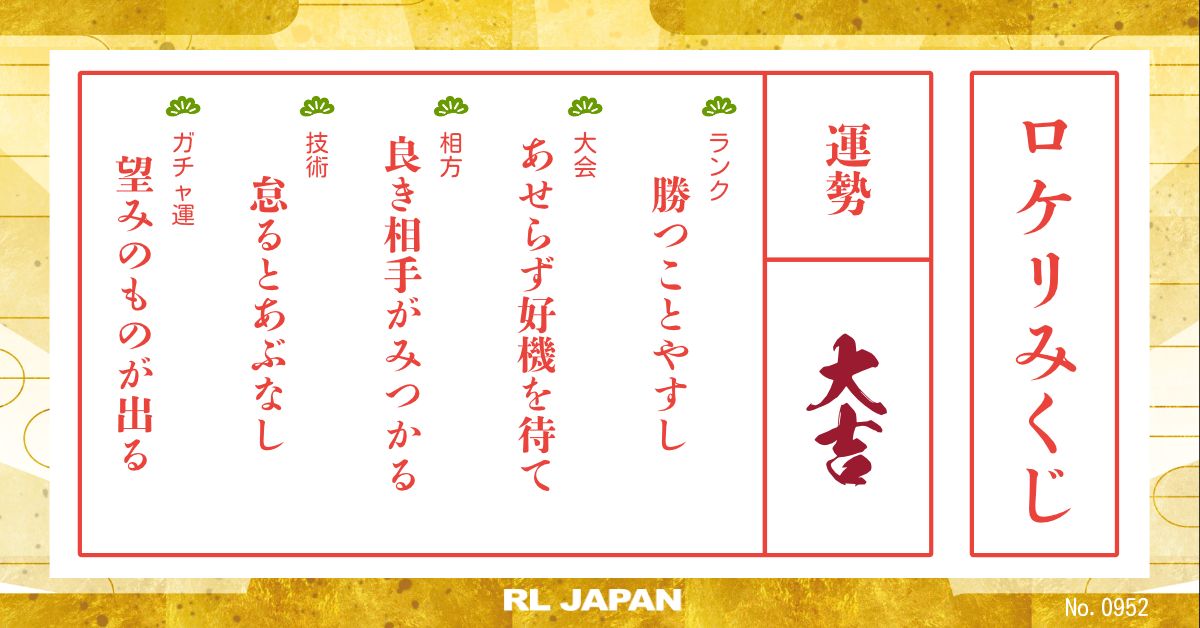 ロケリみくじ
運勢
大吉
ランク
勝つことやすし
大会
あせらず好機を待て
相方
良き相手がみつかる
技術
怠るとあぶなし
ガチャ運
望みのものが出る
RL JAPAN
No. 0952